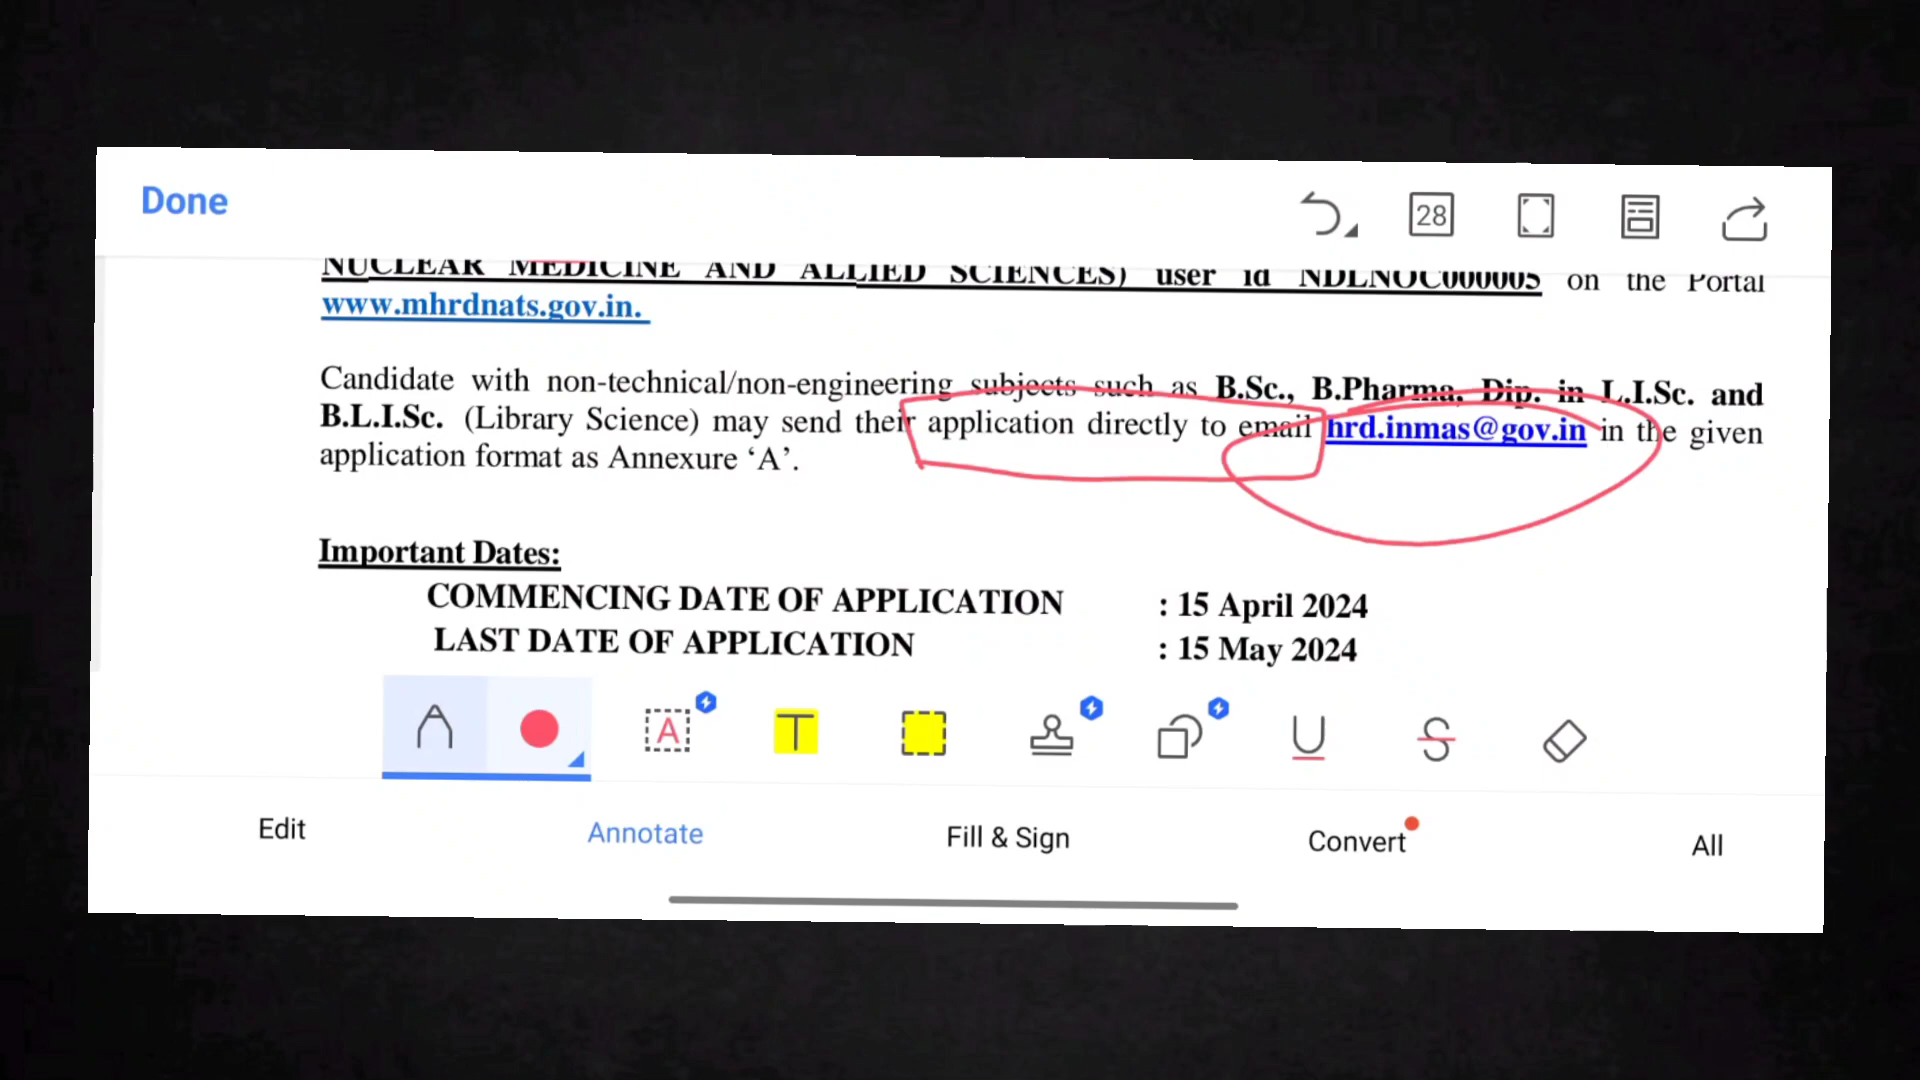 Done
28
NUCLEAR MEDICINE AND ALLIED SCIENCES) user id NDLNOC000005 on the Portal
www.mhrdnats.gov.in.
Candidate with non-technical/non-engineering subjects such as B.Sc., B.Pharma, Dip. in L.I.Sc. and
B.L.I.Sc. (Library Science) may send their application directly to email hrd.inmas@gov.in in the given
application format as Annexure ‘A’.
Important Dates:
COMMENCING DATE OF APPLICATION : 15 April 2024
LAST DATE OF APPLICATION : 15 May 2024
A T U S
Edit Annotate Fill & Sign Convert All